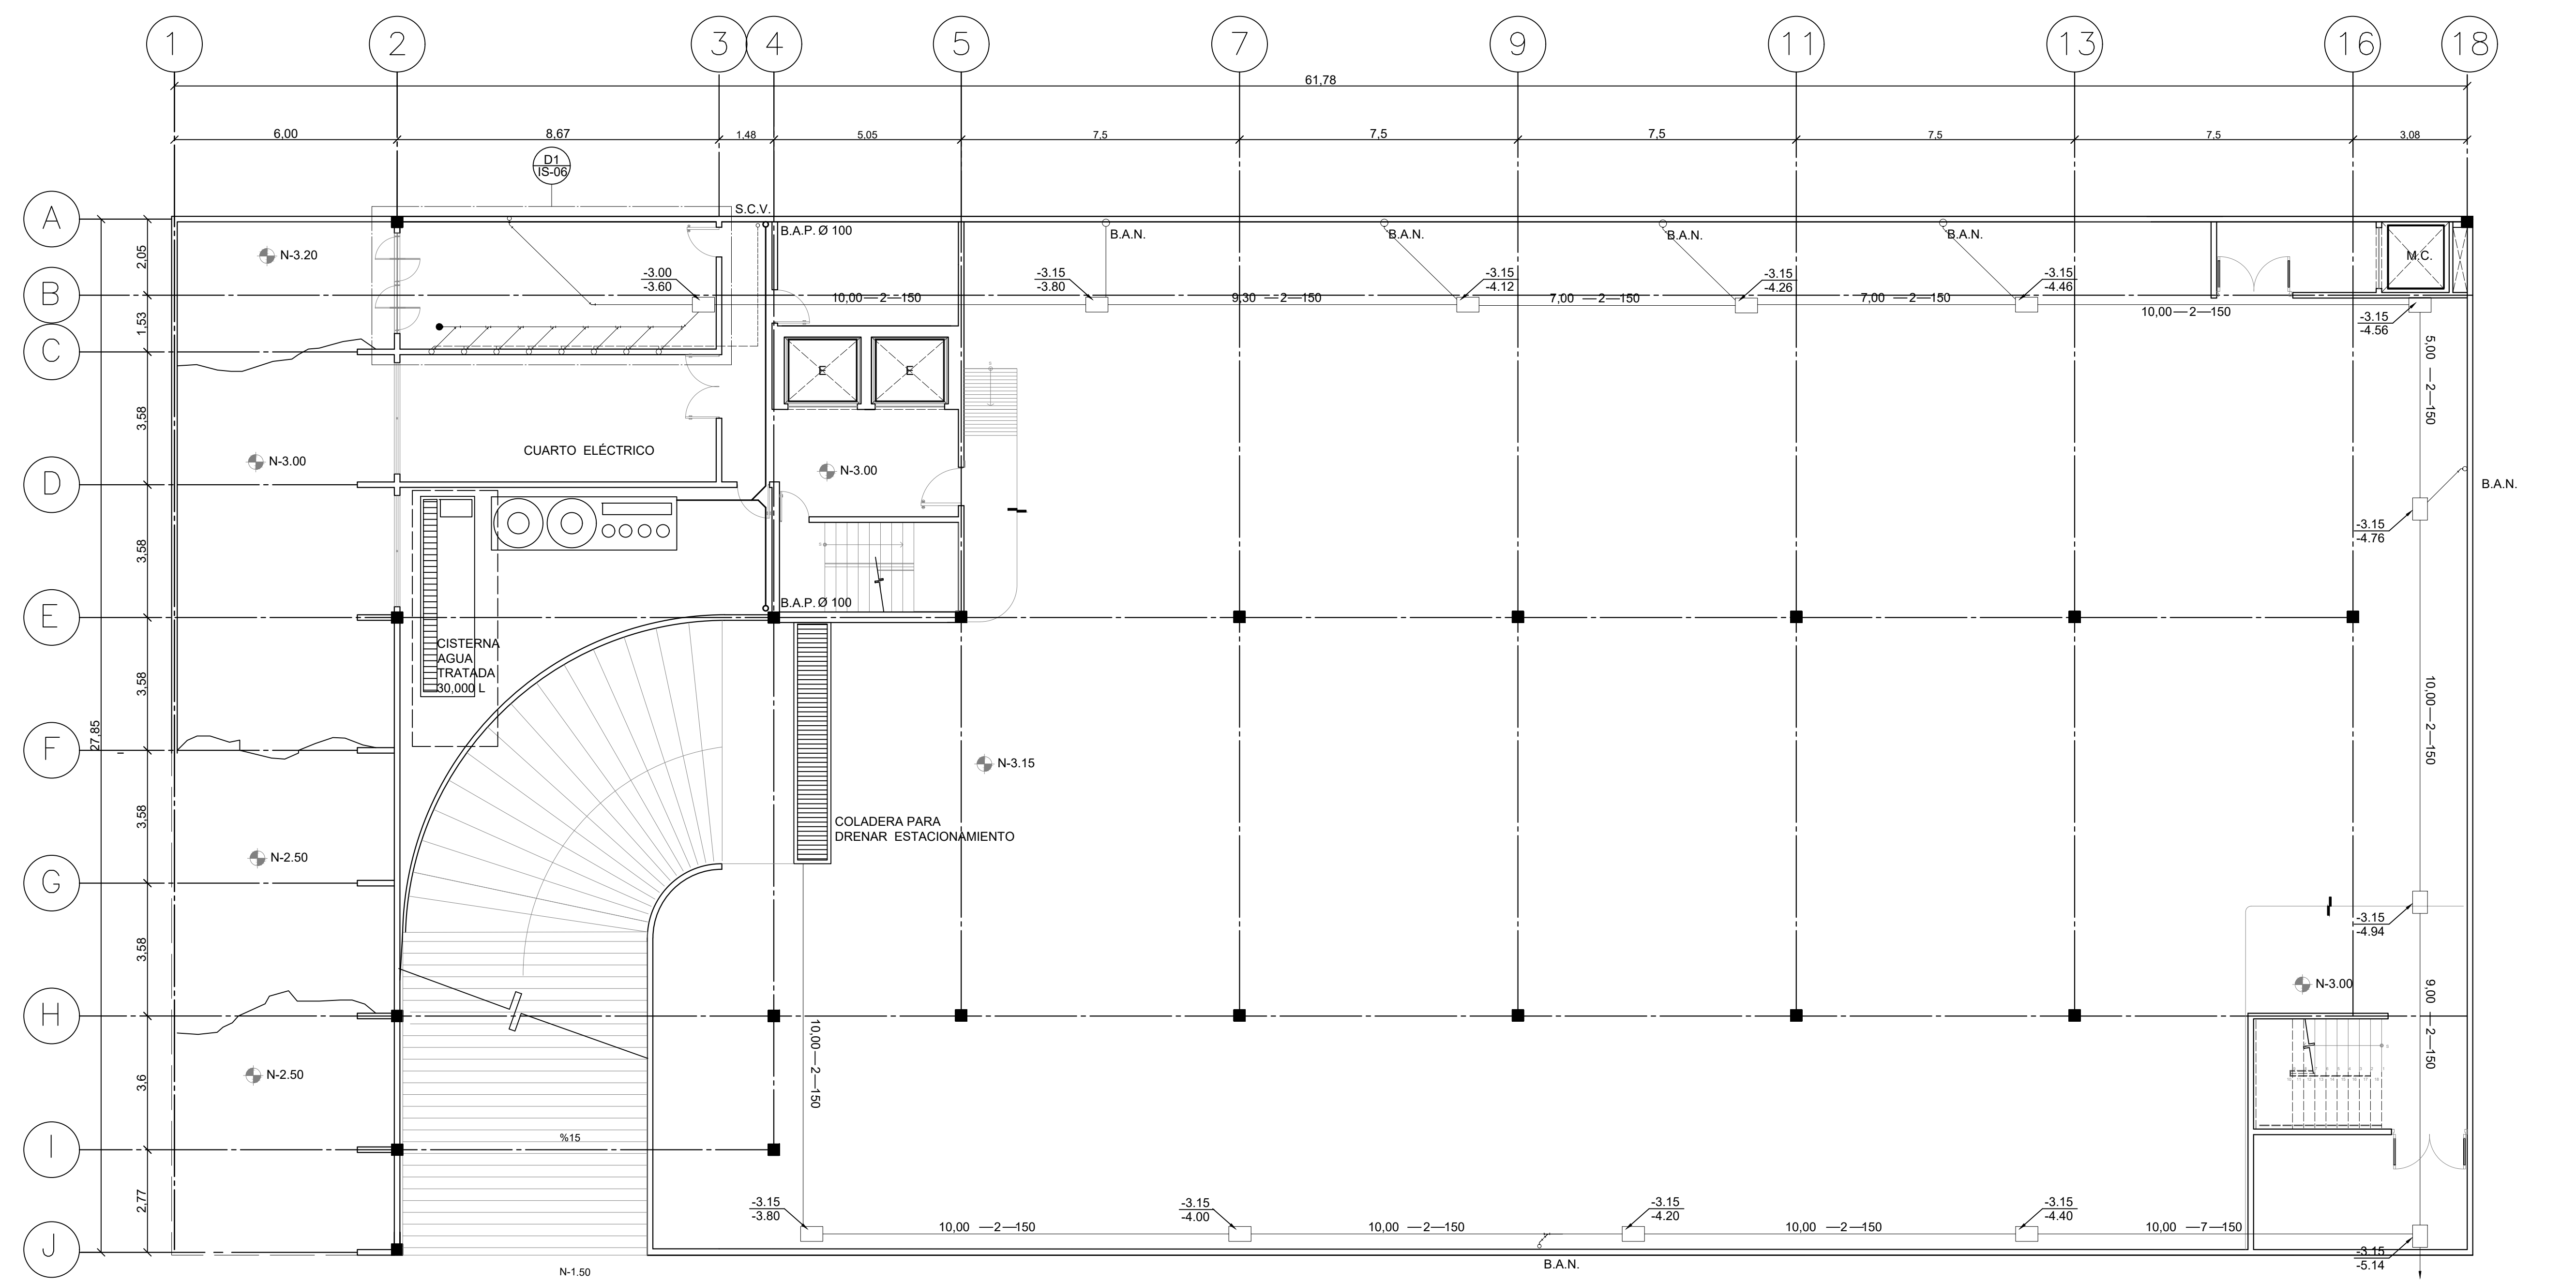 1
2
3
4
5
7
9
11
13
16
18
61,78
6,00
8,67
1,48
5,05
7,5
7,5
7,5
7,5
7,5
3,08
D1
IS-06
A
B
C
D
E
F
G
H
I
J
2,05
1,53
3,58
3,58
3,58
3,58
3,58
3,6
2,77
27,85
S.C.V.
B.A.P. Ø 100
B.A.N.
B.A.N.
B.A.N.
B.A.N.
M.C.
N-3.20
-3.00
-3.60
10,00—2—150
-3.15
-3.80
9,30 —2—150
-3.15
-4.12
7,00 —2—150
-3.15
-4.26
7,00 —2—150
-3.15
-4.46
10,00—2—150
-3.15
-4.56
5,00 —2—150
E
E
N-3.00
CUARTO ELÉCTRICO
N-3.00
B.A.N.
-3.15
-4.76
B.A.P. Ø 100
CISTERNA
AGUA
TRATADA
30,000 L
10,00—2—150
N-3.15
COLADERA PARA
DRENAR ESTACIONAMIENTO
N-2.50
-3.15
-4.94
N-3.00
9,00 —2—150
10,00—2—150
N-2.50
%15
-3.15
-3.80
10,00 —2—150
-3.15
-4.00
10,00 —2—150
-3.15
-4.20
10,00 —2—150
-3.15
-4.40
10,00 —7—150
-3.15
-5.14
B.A.N.
N-1.50